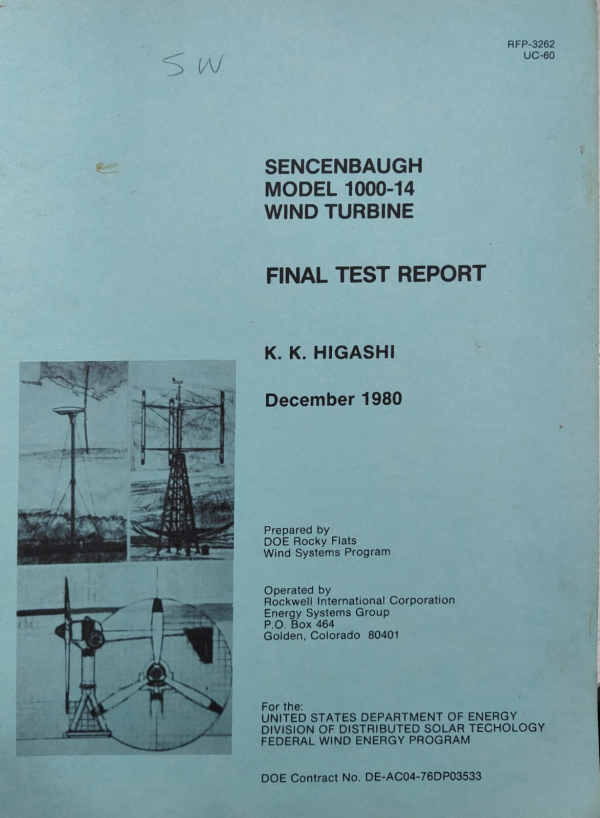 RFP-3262
UC-60
SW
SENCENBAUGH
MODEL 1000-14
WIND TURBINE
FINAL TEST REPORT
K. K. HIGASHI
December 1980
Prepared by
DOE Rocky Flats
Wind Systems Program
Operated by
Rockwell International Corporation
Energy Systems Group
P.O. Box 464
Golden, Colorado 80401
For the:
UNITED STATES DEPARTMENT OF ENERGY
DIVISION OF DISTRIBUTED SOLAR TECHOLOGY
FEDERAL WIND ENERGY PROGRAM
DOE Contract No. DE-AC04-76DP03533